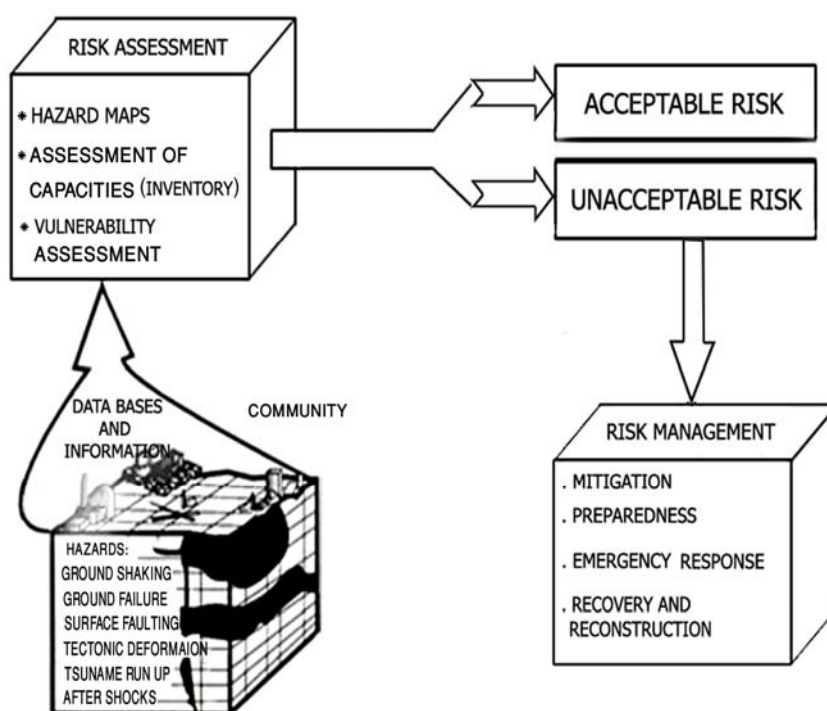 RISK ASSESSMENT
* HAZARD MAPS
* ASSESSMENT OF
CAPACITIES (INVENTORY)
* VULNERABILITY
ASSESSMENT
ACCEPTABLE RISK
UNACCEPTABLE RISK
DATA BASES
AND
INFORMATION
COMMUNITY
HAZARDS:
GROUND SHAKING
GROUND FAILURE
SURFACE FAULTING
TECTONIC DEFORMAION
TSUNAME RUN UP
AFTER SHOCKS
RISK MANAGEMENT
. MITIGATION
. PREPAREDNESS
. EMERGENCY RESPONSE
. RECOVERY AND
RECONSTRUCTION